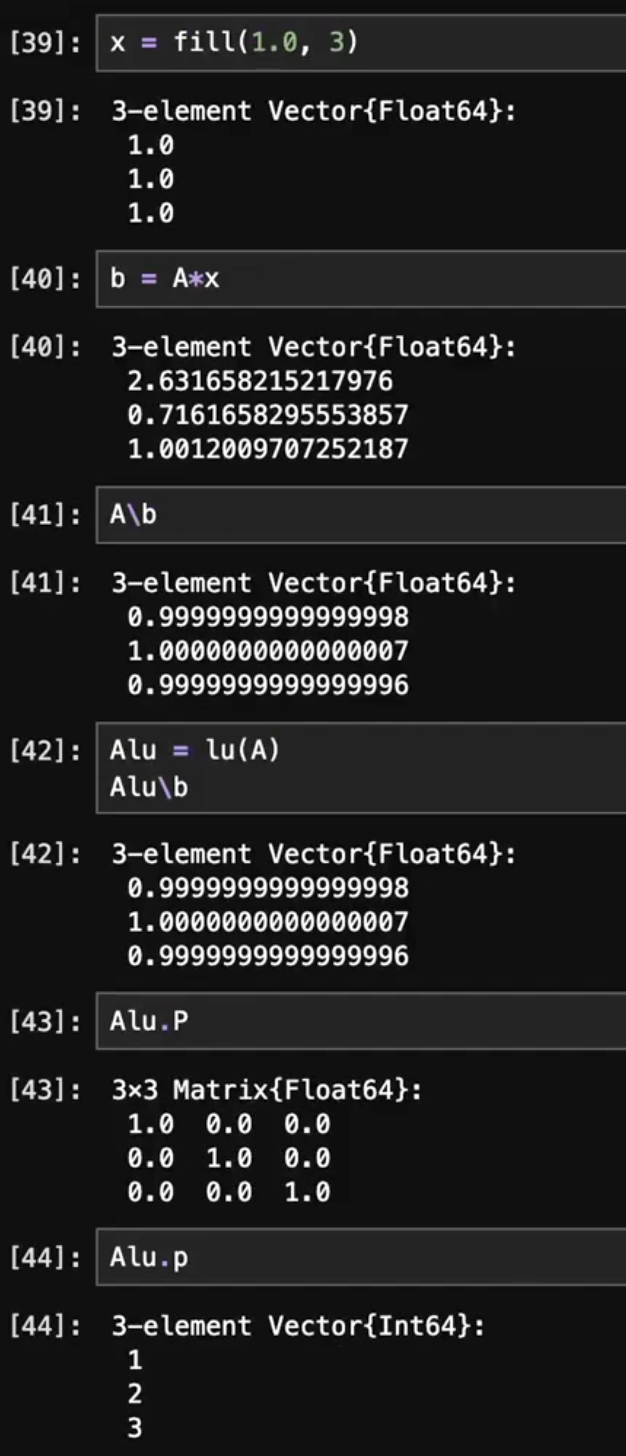 [39]: x = fill(1.0, 3)
[39]: 3-element Vector{Float64}:
1.0
1.0
1.0
[40]: b = A*x
[40]: 3-element Vector{Float64}:
2.631658215217976
0.7161658295553857
1.0012009707252187
[41]: A\b
[41]: 3-element Vector{Float64}:
0.9999999999999998
1.0000000000000007
0.9999999999999996
[42]: Alu = lu(A)
Alu\b
[42]: 3-element Vector{Float64}:
0.9999999999999998
1.0000000000000007
0.9999999999999996
[43]: Alu.P
[43]: 3×3 Matrix{Float64}:
1.0 0.0 0.0
0.0 1.0 0.0
0.0 0.0 1.0
[44]: Alu.p
[44]: 3-element Vector{Int64}:
1
2
3